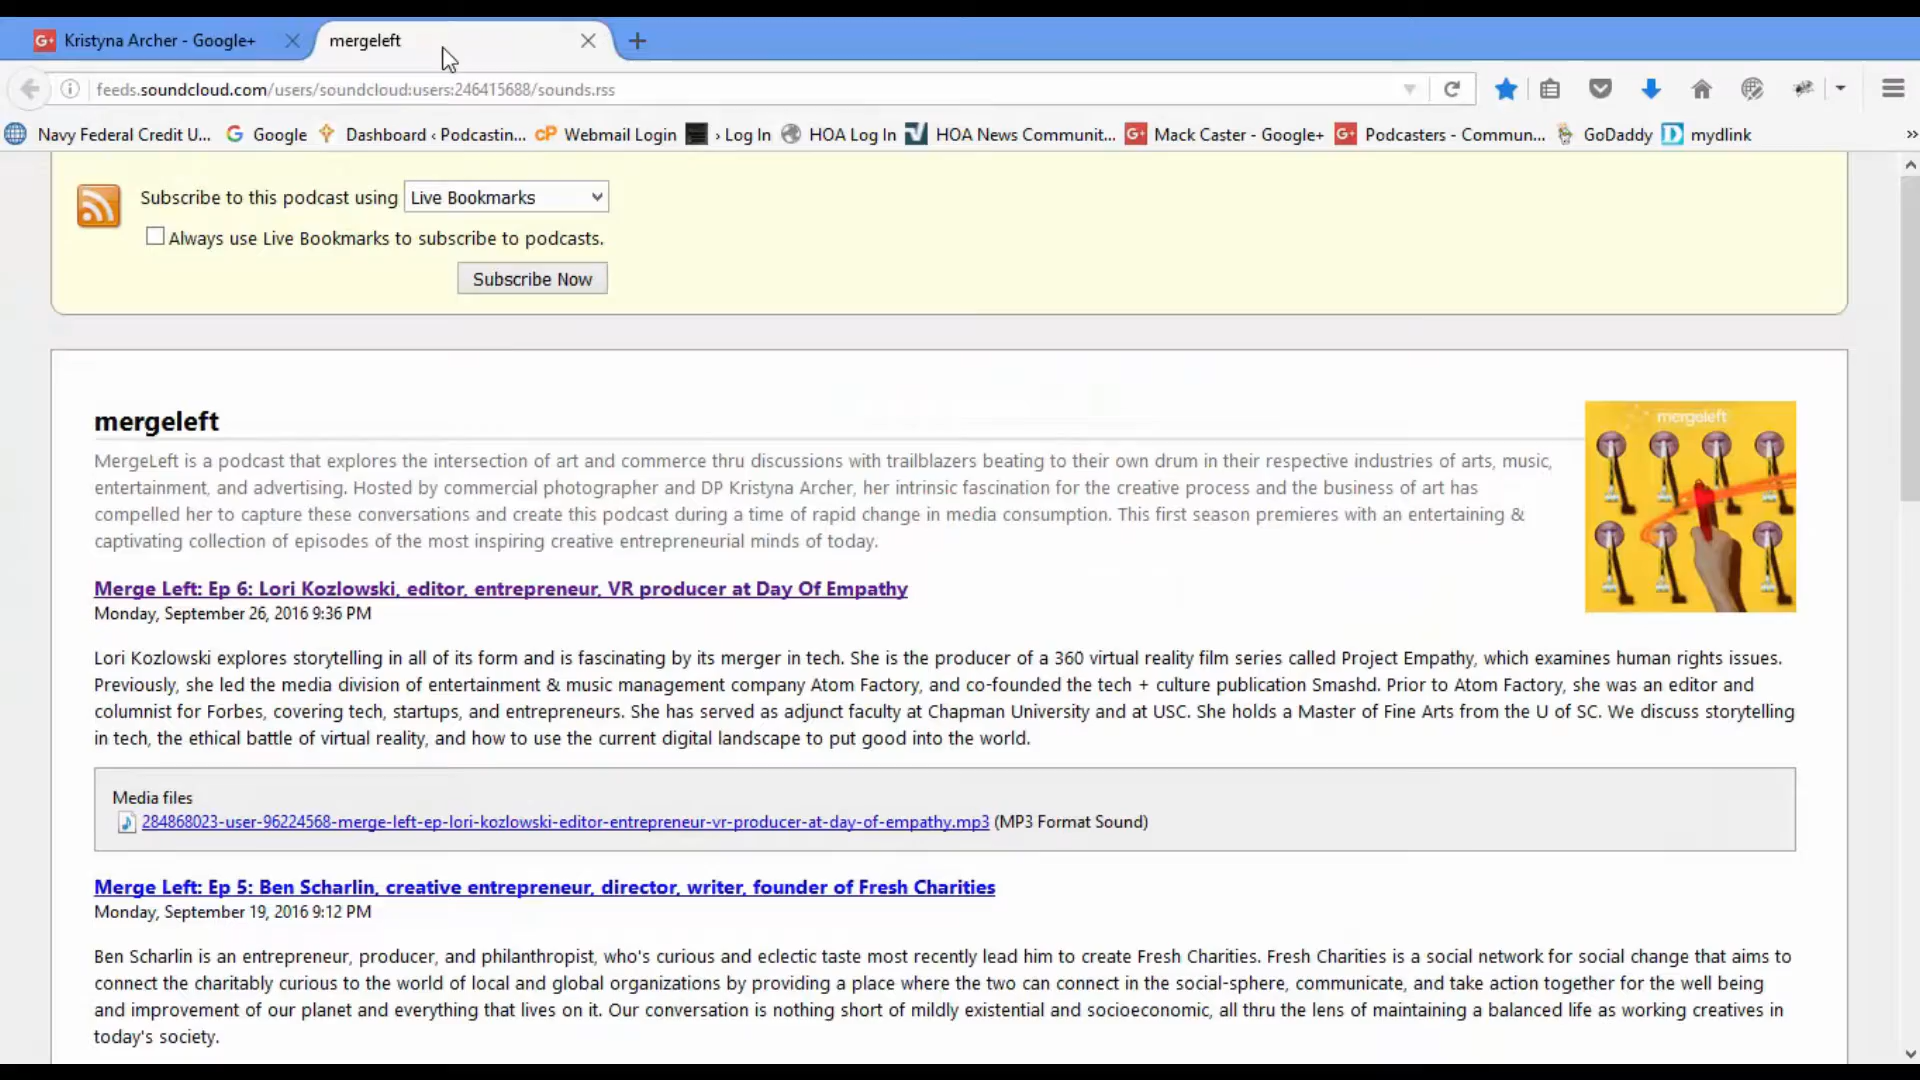 Kristyna Archer - Google+
mergeleft
feeds.soundcloud.com/users/soundcloud:users:246415688/sounds.rss
Navy Federal Credit U... Google Dashboard ‹ Podcastin... cP Webmail Login › Log In HOA Log In HOA News Communit... G+ Mack Caster - Google+ G+ Podcasters - Commun... GoDaddy D mydlink »
Subscribe to this podcast using Live Bookmarks
Always use Live Bookmarks to subscribe to podcasts.
Subscribe Now
mergeleft
mergeleft
MergeLeft is a podcast that explores the intersection of art and commerce thru discussions with trailblazers beating to their own drum in their respective industries of arts, music,
entertainment, and advertising. Hosted by commercial photographer and DP Kristyna Archer, her intrinsic fascination for the creative process and the business of art has
compelled her to capture these conversations and create this podcast during a time of rapid change in media consumption. This first season premieres with an entertaining &
captivating collection of episodes of the most inspiring creative entrepreneurial minds of today.
Merge Left: Ep 6: Lori Kozlowski, editor, entrepreneur, VR producer at Day Of Empathy
Monday, September 26, 2016 9:36 PM
Lori Kozlowski explores storytelling in all of its form and is fascinating by its merger in tech. She is the producer of a 360 virtual reality film series called Project Empathy, which examines human rights issues.
Previously, she led the media division of entertainment & music management company Atom Factory, and co-founded the tech + culture publication Smashd. Prior to Atom Factory, she was an editor and
columnist for Forbes, covering tech, startups, and entrepreneurs. She has served as adjunct faculty at Chapman University and at USC. She holds a Master of Fine Arts from the U of SC. We discuss storytelling
in tech, the ethical battle of virtual reality, and how to use the current digital landscape to put good into the world.
Media files
284868023-user-96224568-merge-left-ep-lori-kozlowski-editor-entrepreneur-vr-producer-at-day-of-empathy.mp3 (MP3 Format Sound)
Merge Left: Ep 5: Ben Scharlin, creative entrepreneur, director, writer, founder of Fresh Charities
Monday, September 19, 2016 9:12 PM
Ben Scharlin is an entrepreneur, producer, and philanthropist, who's curious and eclectic taste most recently lead him to create Fresh Charities. Fresh Charities is a social network for social change that aims to
connect the charitably curious to the world of local and global organizations by providing a place where the two can connect in the social-sphere, communicate, and take action together for the well being
and improvement of our planet and everything that lives on it. Our conversation is nothing short of mildly existential and socioeconomic, all thru the lens of maintaining a balanced life as working creatives in
today's society.